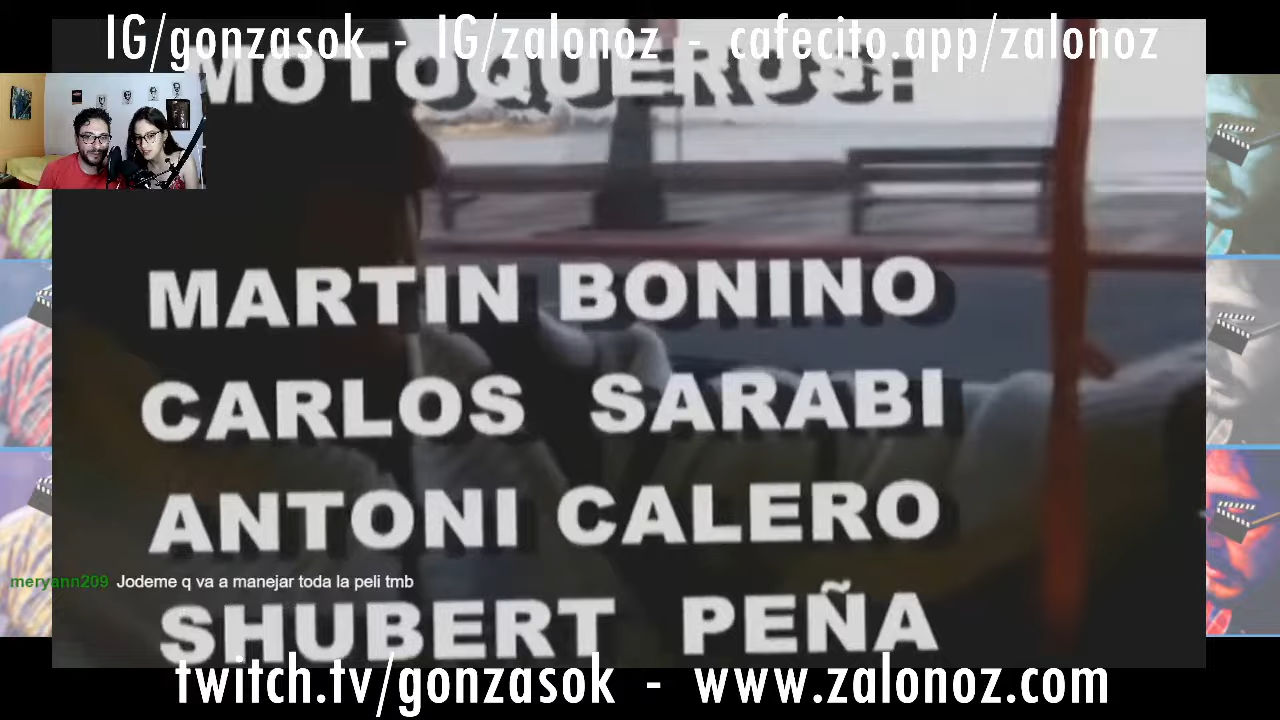 IG/gonzasok - IG/zalonoz - cafecito.app/zalonoz
MOTOQUEROS:
MARTIN BONINO
CARLOS SARABI
ANTONI CALERO
meryann209 Jodeme q va a manejar toda la peli tmb
SHUBERT PEÑA
twitch.tv/gonzasok - www.zalonoz.com